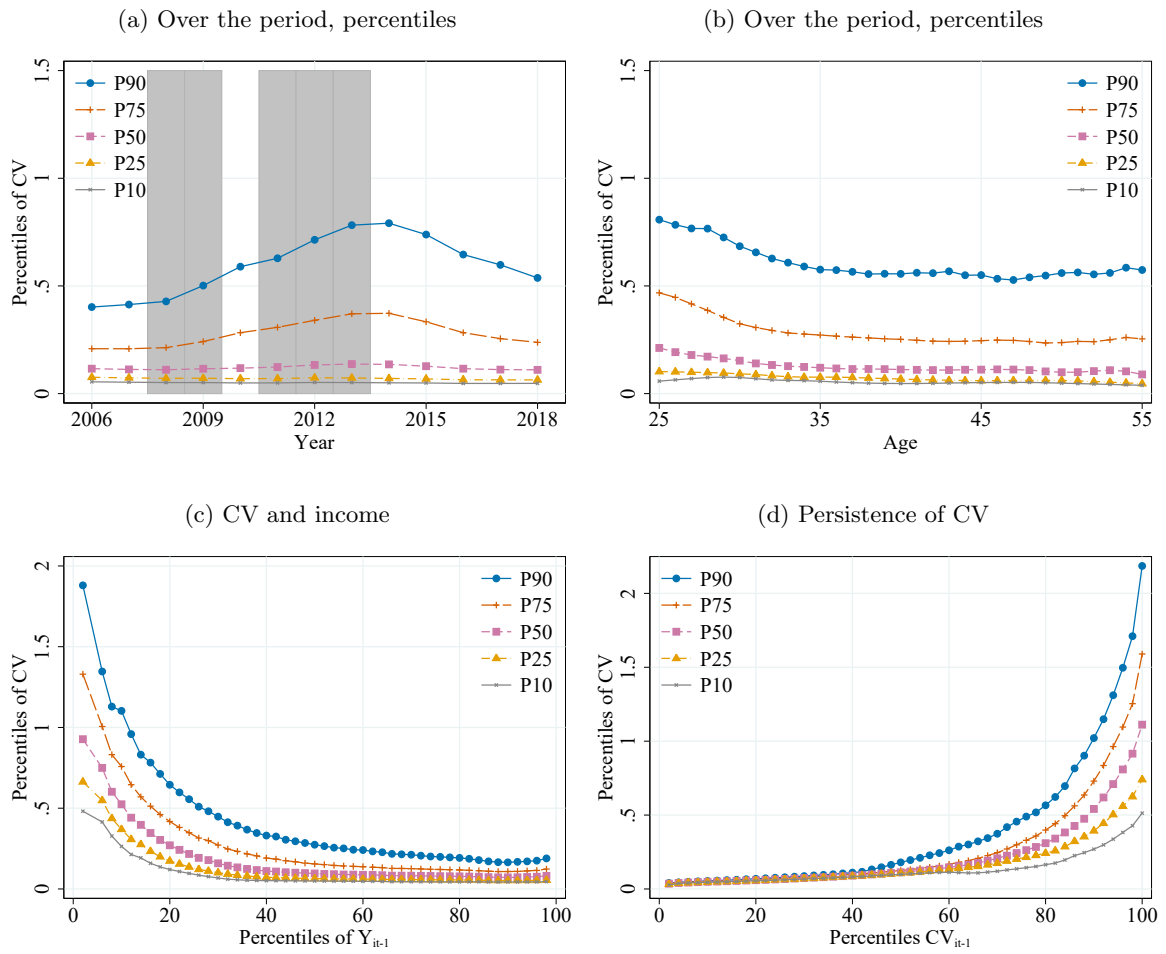 (a) Over the period, percentiles
P90
P75
P50
P25
P10
Percentiles of CV
0
.5
1
1.5
2006
2009
2012
2015
2018
Year
(b) Over the period, percentiles
P90
P75
P50
P25
P10
Percentiles of CV
0
.5
1
1.5
25
35
45
55
Age
(c) CV and income
P90
P75
P50
P25
P10
Percentiles of CV
0
.5
1
1.5
2
0
20
40
60
80
100
Percentiles of Y_{it-1}
(d) Persistence of CV
P90
P75
P50
P25
P10
Percentiles of CV
0
.5
1
1.5
2
0
20
40
60
80
100
Percentiles CV_{it-1}